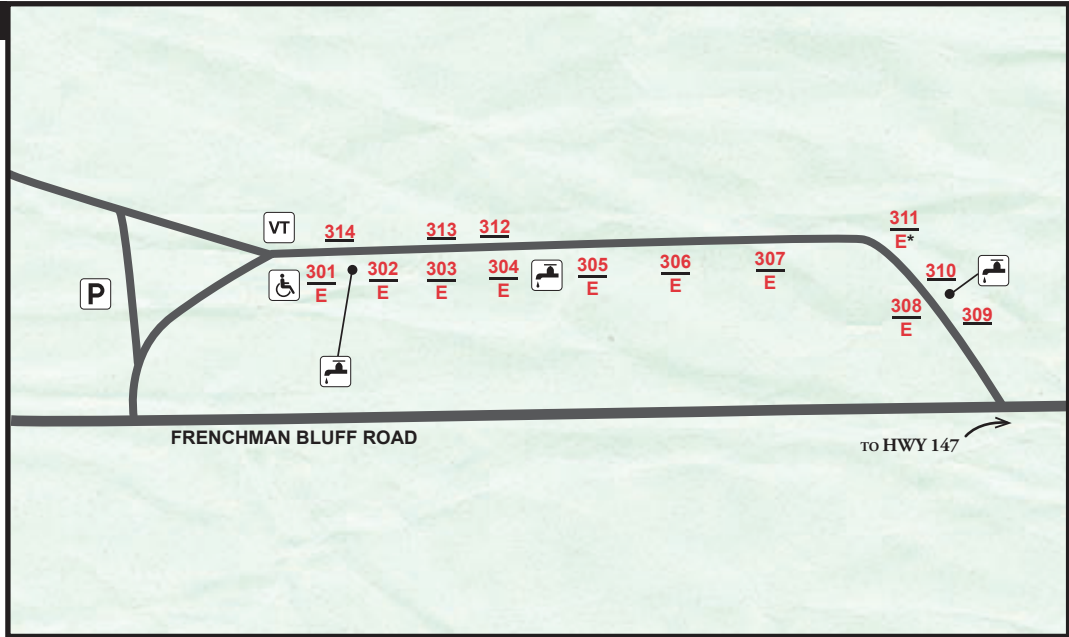 VT
314
313
312
311
E*
301
E
302
E
303
E
304
E
305
E
306
E
307
E
310
308
E
309
P
FRENCHMAN BLUFF ROAD
TO HWY 147